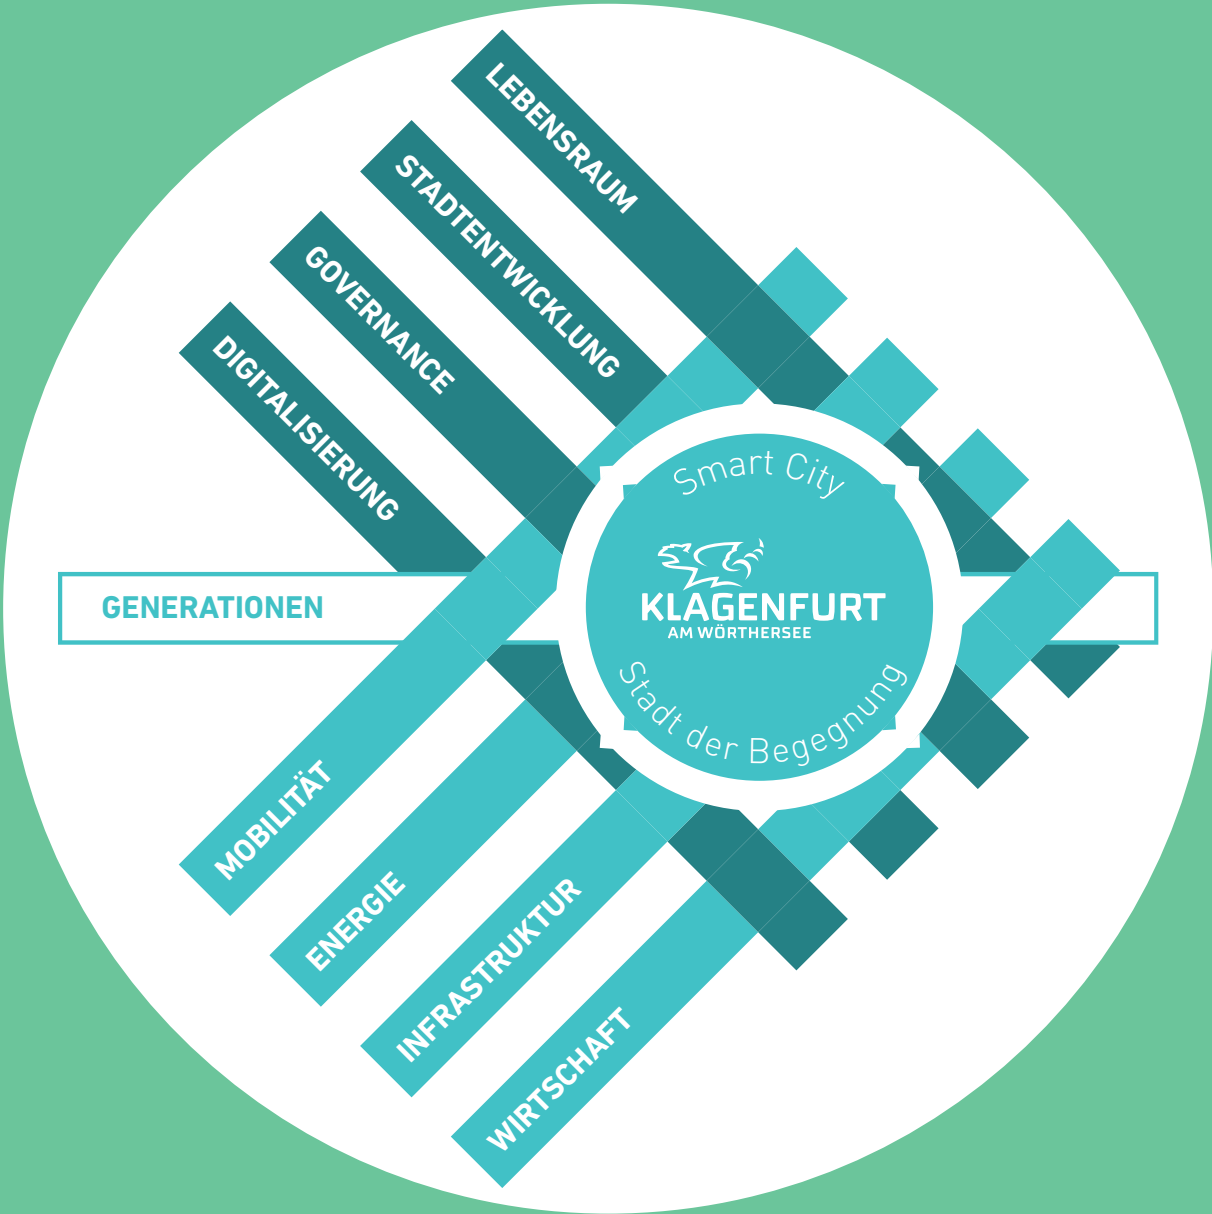 LEBENSRAUM
STADTENTWICKLUNG
GOVERNANCE
DIGITALISIERUNG
GENERATIONEN
Smart City
KLAGENFURT
AM WÖRTHERSEE
Stadt der Begegnung
MOBILITÄT
ENERGIE
INFRASTRUKTUR
WIRTSCHAFT